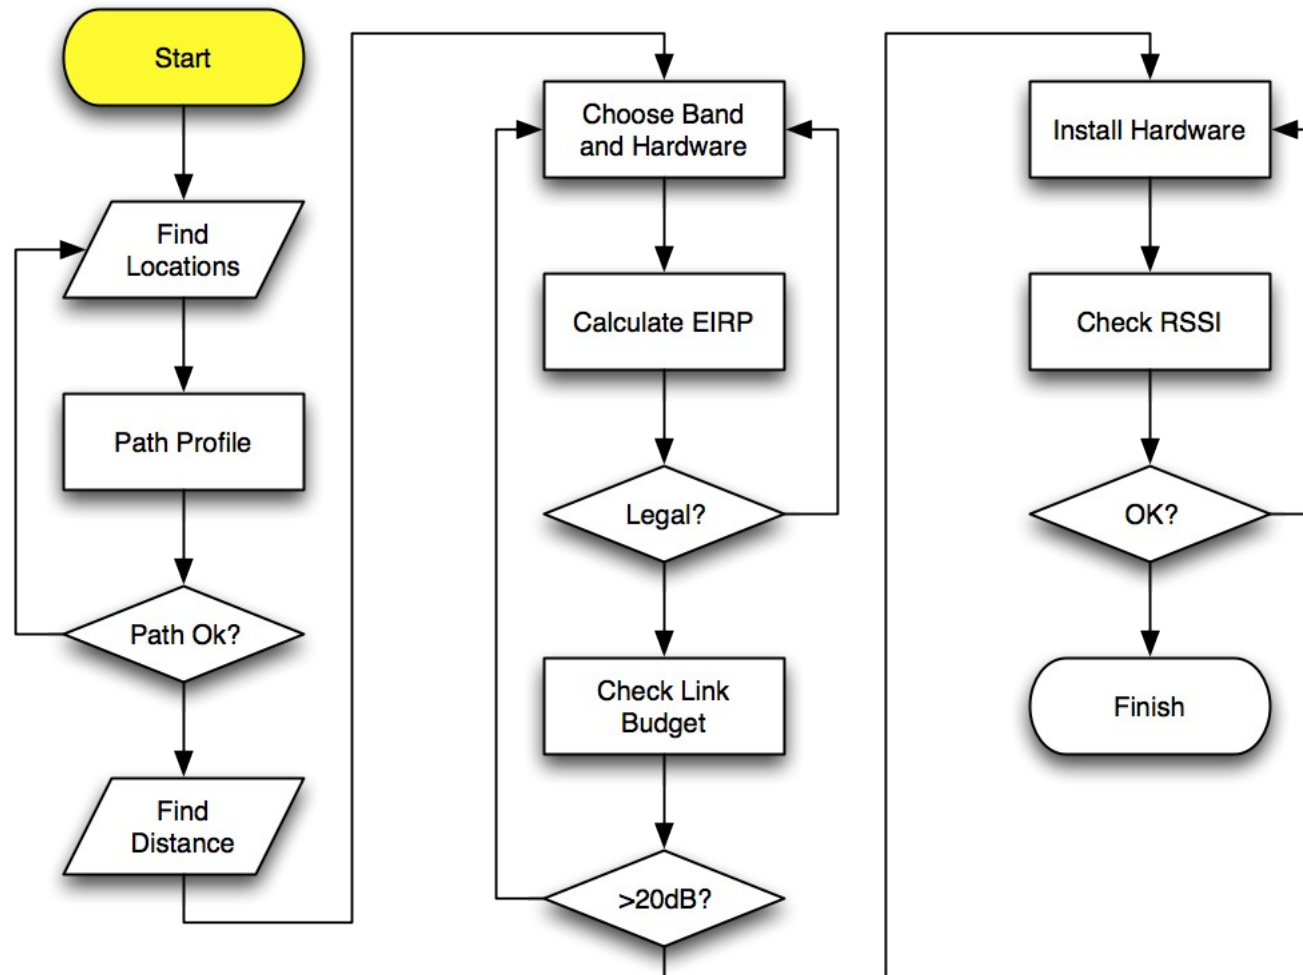 Start
Find
Locations
Path Profile
Path Ok?
Find
Distance
Choose Band
and Hardware
Calculate EIRP
Legal?
Check Link
Budget
>20dB?
Install Hardware
Check RSSI
OK?
Finish